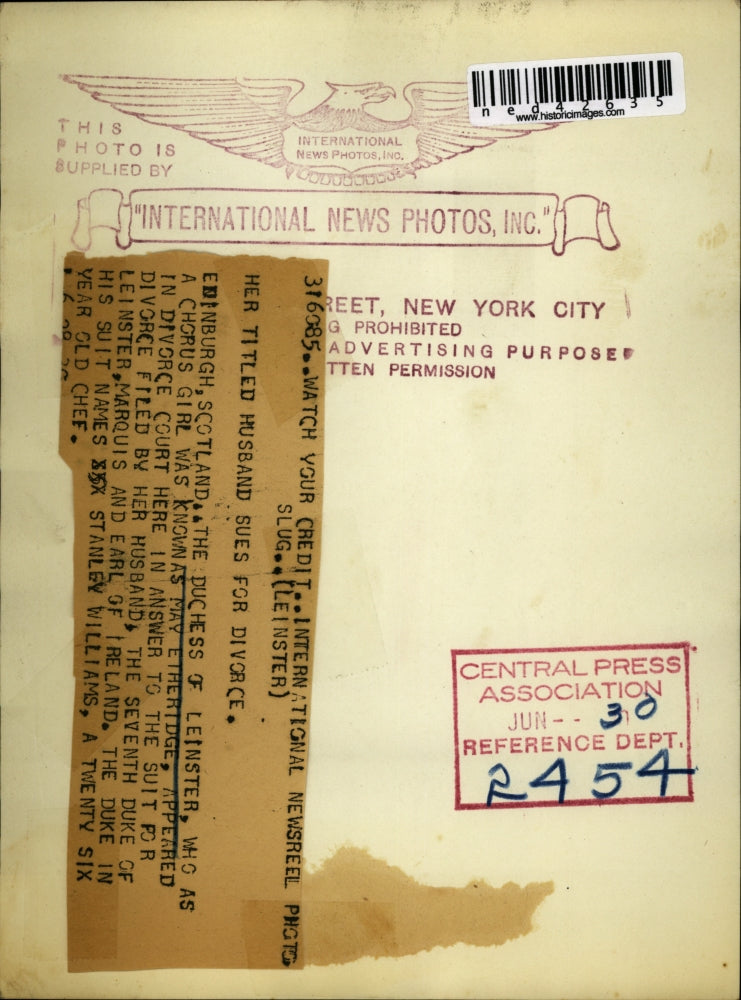 ned42635
www.historicimages.com
THIS
PHOTO IS
SUPPLIED BY
INTERNATIONAL
NEWS PHOTOS, INC.
"INTERNATIONAL NEWS PHOTOS, INC."
REET, NEW YORK CITY
G PROHIBITED
ADVERTISING PURPOSES
TTEN PERMISSION
316085..WATCH YOUR CREDIT..INTERNATIONAL NEWSREEL PHOTO.
SLUG..(LEINSTER)
HER TITLED HUSBAND SUES FOR DIVORCE.
EDINBURGH, SCOTLAND..THE DUCHESS OF LEINSTER, WHO AS
A CHORUS GIRL WAS KNOWN AS MAY ETHERIDGE, APPEARED
IN DIVORCE COURT HERE IN ANSWER TO THE SUIT FOR
DIVORCE FILED BY HER HUSBAND, THE SEVENTH DUKE OF
LEINSTER, MARQUIS AND EARL OF IRELAND. THE DUKE IN
HIS SUIT NAMES STANLEY WILLIAMS, A TWENTY SIX
YEAR OLD CHEF.
CENTRAL PRESS
ASSOCIATION
JUN - - 30
REFERENCE DEPT.
2454